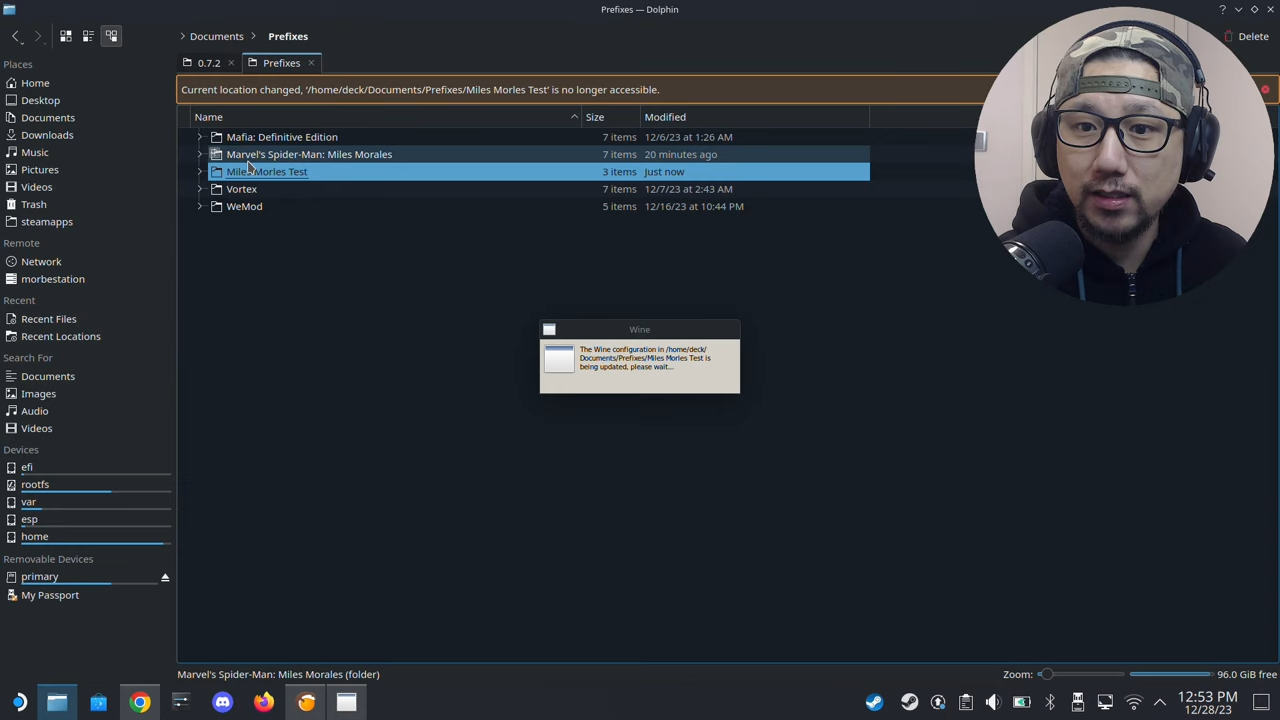 Prefixes — Dolphin
Documents
Prefixes
Delete
Places
0.7.2
Prefixes
Home
Current location changed, '/home/deck/Documents/Prefixes/Miles Morles Test' is no longer accessible.
Desktop
Name
Size
Modified
Documents
Mafia: Definitive Edition
7 items
12/6/23 at 1:26 AM
Downloads
Marvel's Spider-Man: Miles Morales
7 items
20 minutes ago
Music
Miles Morles Test
3 items
Just now
Pictures
Vortex
7 items
12/7/23 at 2:43 AM
Videos
WeMod
5 items
12/16/23 at 10:44 PM
Trash
steamapps
Remote
Network
morbestation
Recent
Recent Files
Recent Locations
Search For
Documents
Images
Audio
Videos
Devices
efi
rootfs
var
esp
home
Removable Devices
primary
My Passport
Wine
The Wine configuration in /home/deck/
Documents/Prefixes/Miles Morles Test is
being updated, please wait...
Marvel's Spider-Man: Miles Morales (folder)
Zoom:
96.0 GiB free
12:53 PM
12/28/23